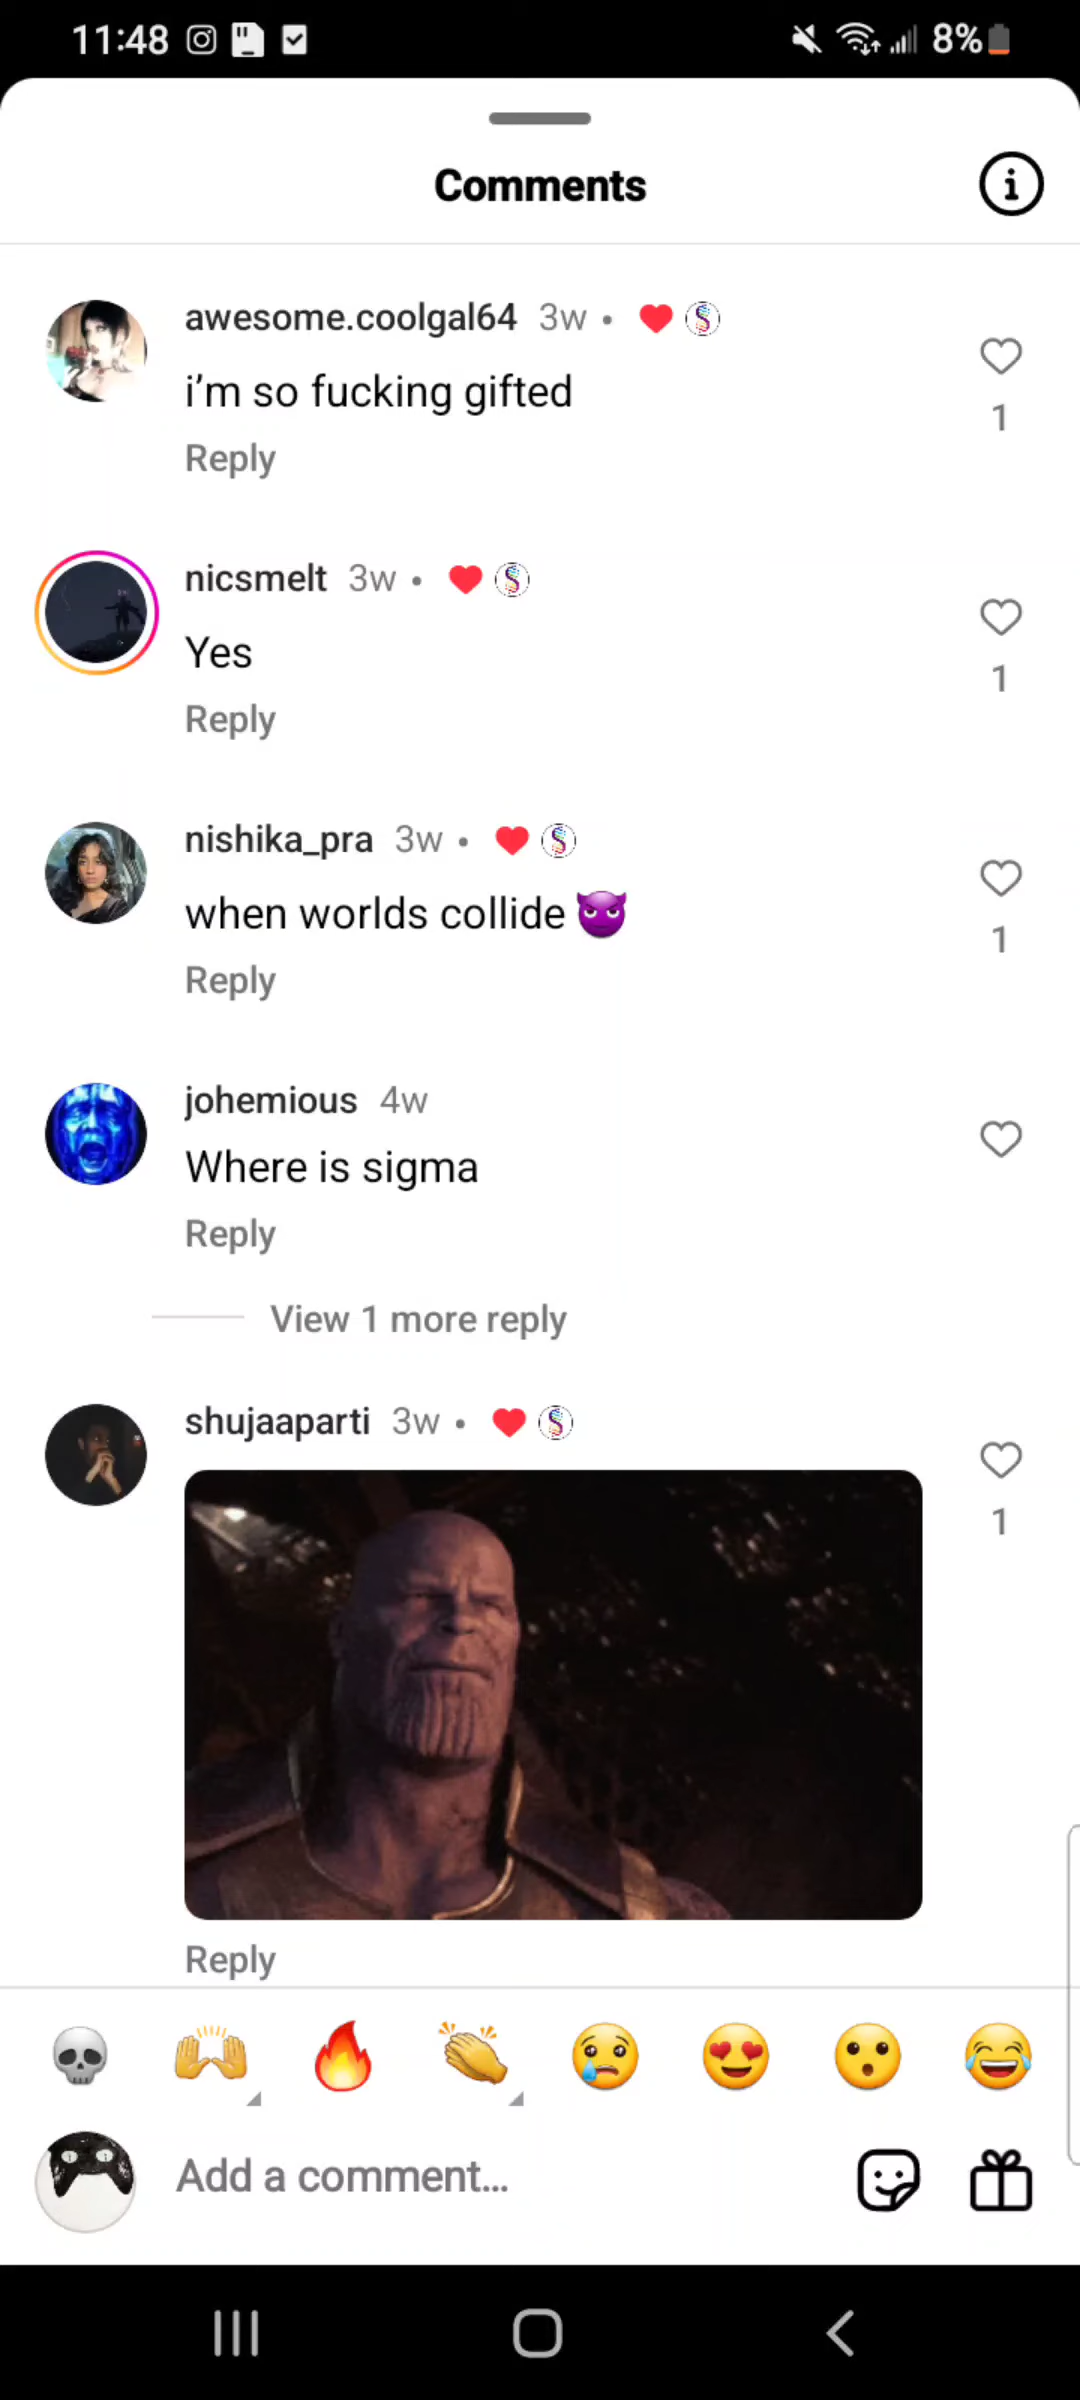 11:48 8%
Comments
awesome.coolgal64 3w •
i'm so fucking gifted
1
Reply
nicsmelt 3w •
Yes
1
Reply
nishika_pra 3w •
when worlds collide 😈
1
Reply
johemious 4w
Where is sigma
Reply
View 1 more reply
shujaaparti 3w •
1
Reply
Add a comment...